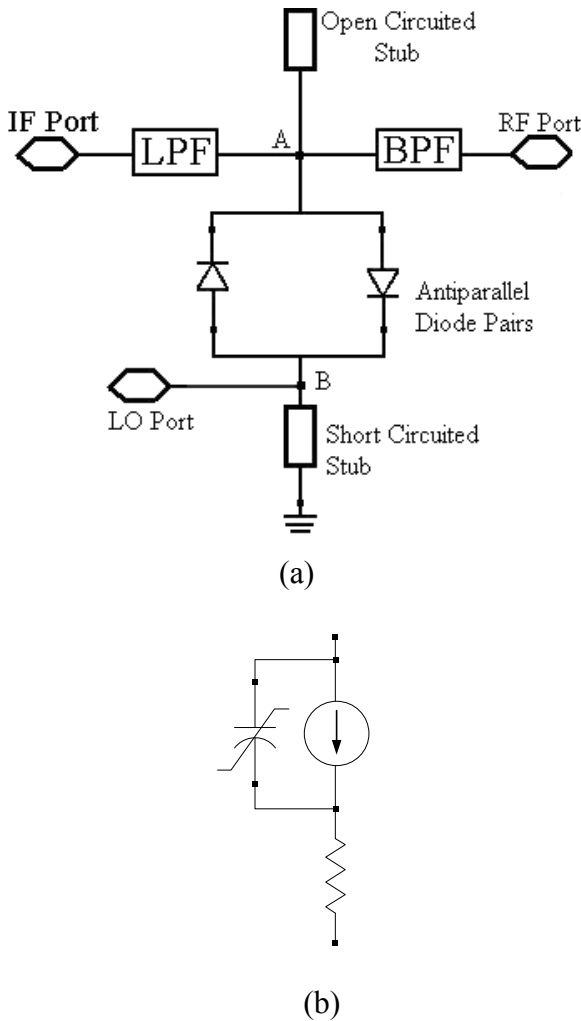 Open Circuited
Stub
IF Port
LPF
A
BPF
RF Port
Antiparallel
Diode Pairs
B
LO Port
Short Circuited
Stub
(a)
(b)